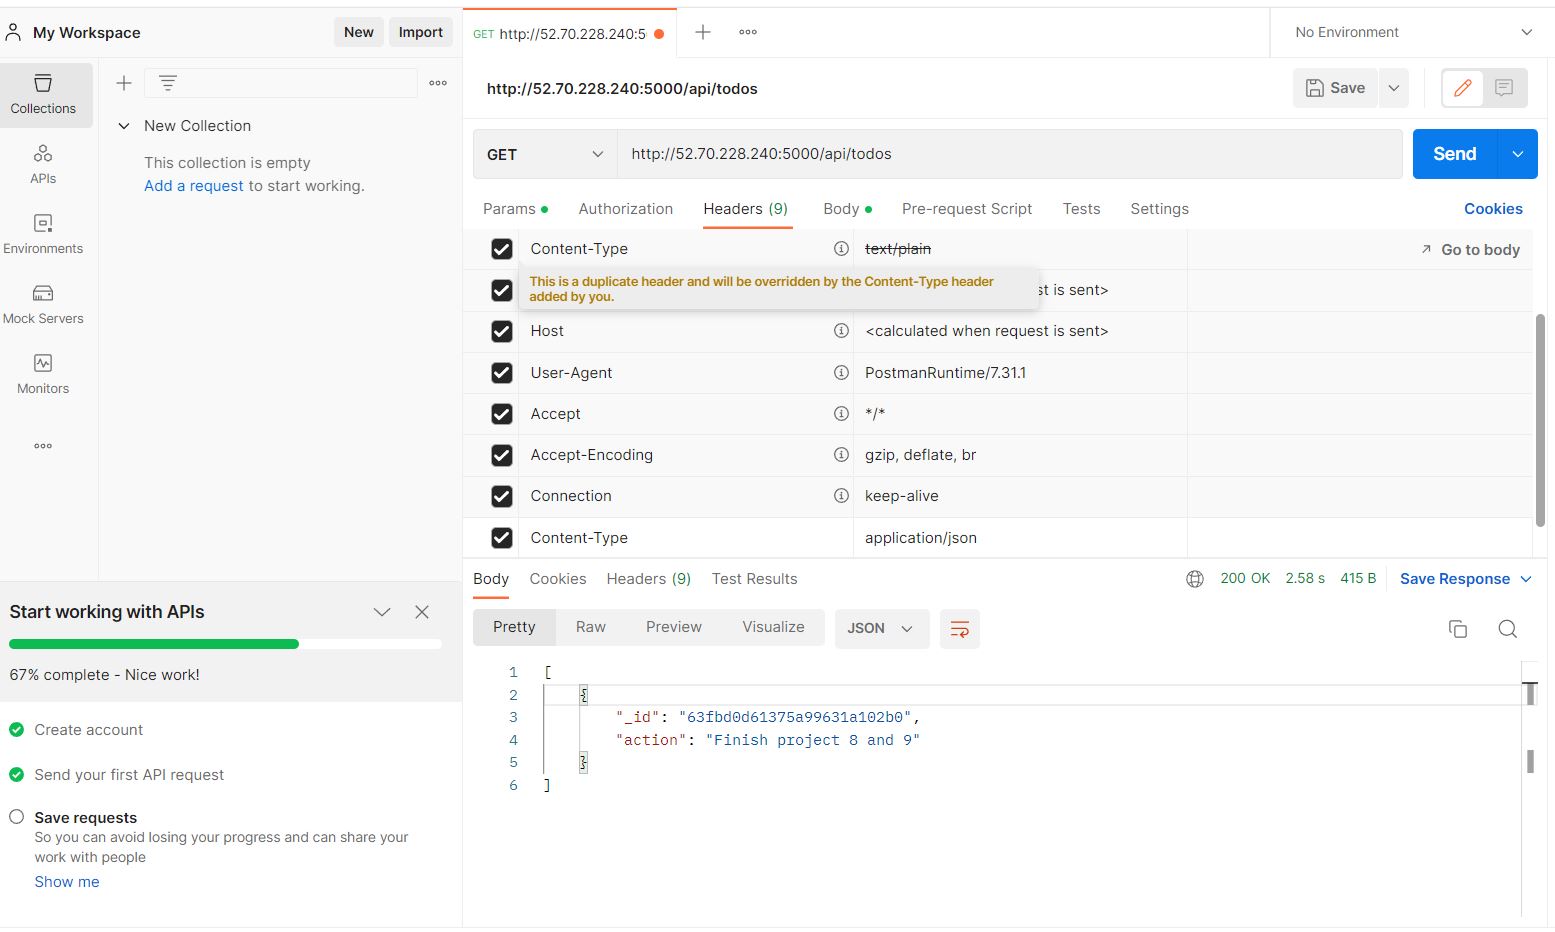 My Workspace
New
Import
GET http://52.70.228.240:5
No Environment
Collections
APIs
Environments
Mock Servers
Monitors
New Collection
This collection is empty
Add a request to start working.
http://52.70.228.240:5000/api/todos
Save
GET
http://52.70.228.240:5000/api/todos
Send
Params
Authorization
Headers (9)
Body
Pre-request Script
Tests
Settings
Cookies
Content-Type
text/plain
Go to body
This is a duplicate header and will be overridden by the Content-Type header
added by you.
st is sent>
Host
<calculated when request is sent>
User-Agent
PostmanRuntime/7.31.1
Accept
*/*
Accept-Encoding
gzip, deflate, br
Connection
keep-alive
Content-Type
application/json
Body
Cookies
Headers (9)
Test Results
200 OK
2.58 s
415 B
Save Response
Pretty
Raw
Preview
Visualize
JSON
1 [
2 {
3 "_id": "63fbd0d61375a99631a102b0",
4 "action": "Finish project 8 and 9"
5 }
6 ]
Start working with APIs
67% complete - Nice work!
Create account
Send your first API request
Save requests
So you can avoid losing your progress and can share your
work with people
Show me